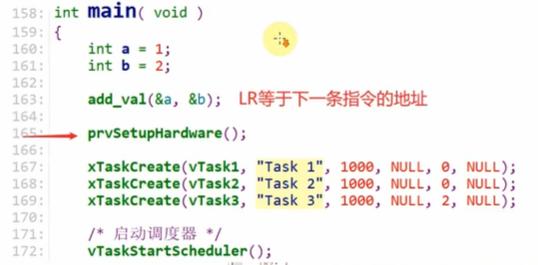 158: int main( void )
159: {
160: int a = 1;
161: int b = 2;
162:
163: add_val(&a, &b); LR等于下一条指令的地址
164:
165: prvSetupHardware();
166:
167: xTaskCreate(vTask1, "Task 1", 1000, NULL, 0, NULL);
168: xTaskCreate(vTask2, "Task 2", 1000, NULL, 0, NULL);
169: xTaskCreate(vTask3, "Task 3", 1000, NULL, 2, NULL);
170:
171: /* 启动调度器 */
172: vTaskStartScheduler();